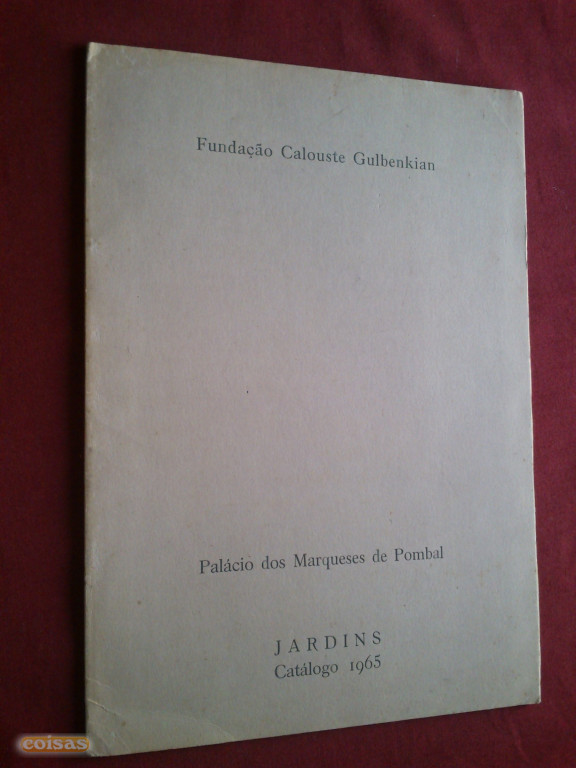 Fundação Calouste Gulbenkian
Palácio dos Marqueses de Pombal
JARDINS
Catálogo 1965
coisas